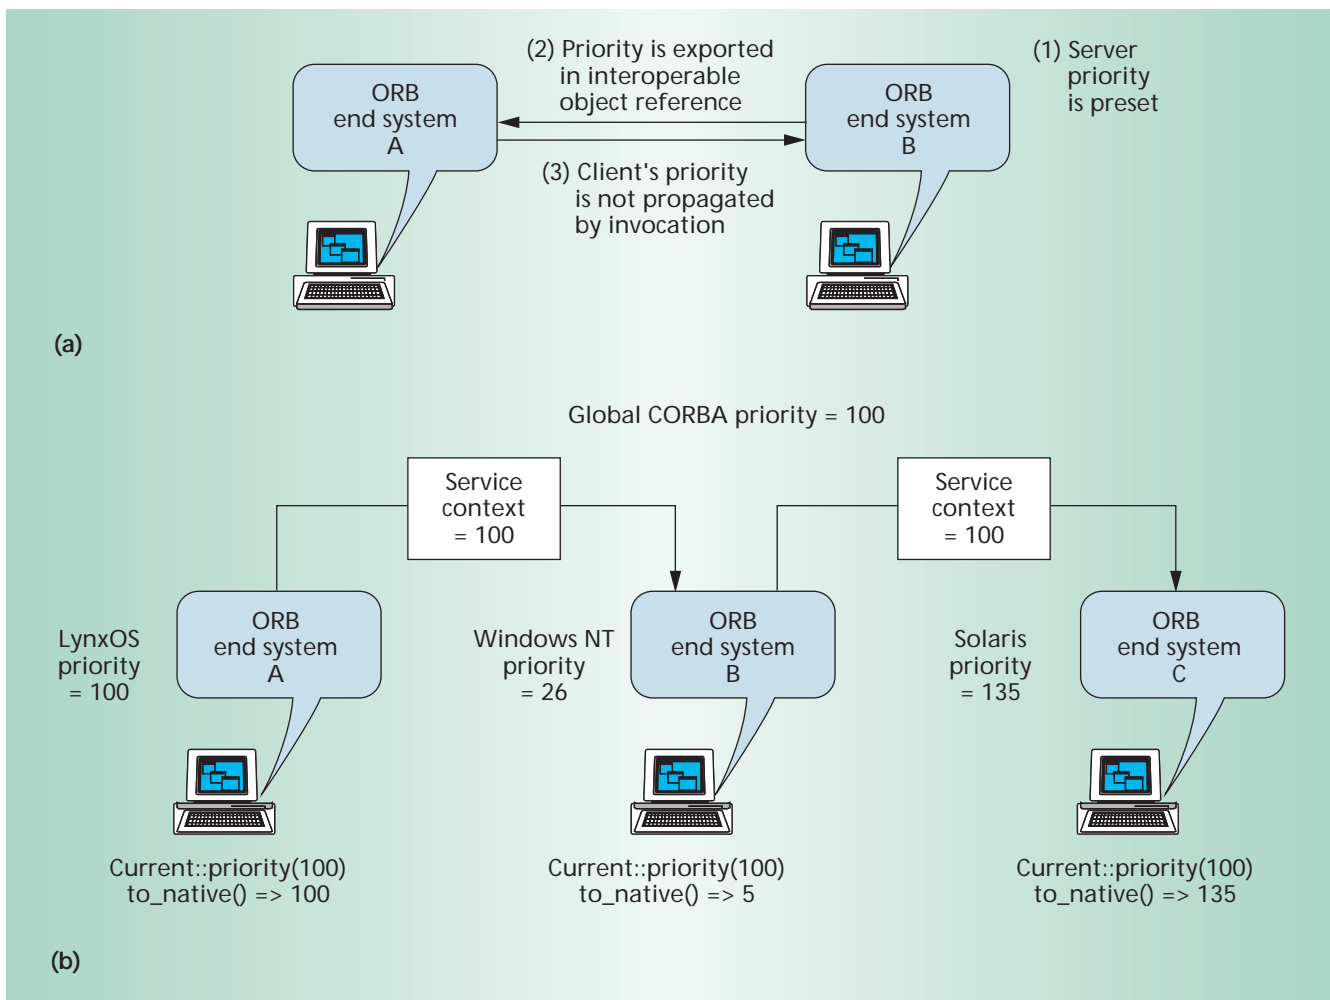 (2) Priority is exported
in interoperable
object reference
(1) Server
priority
is preset
ORB
end system
A
ORB
end system
B
(3) Client's priority
is not propagated
by invocation
(a)
Global CORBA priority = 100
Service
context
= 100
Service
context
= 100
LynxOS
priority
= 100
ORB
end system
A
Windows NT
priority
= 26
ORB
end system
B
Solaris
priority
= 135
ORB
end system
C
Current::priority(100)
to_native() => 100
Current::priority(100)
to_native() => 5
Current::priority(100)
to_native() => 135
(b)